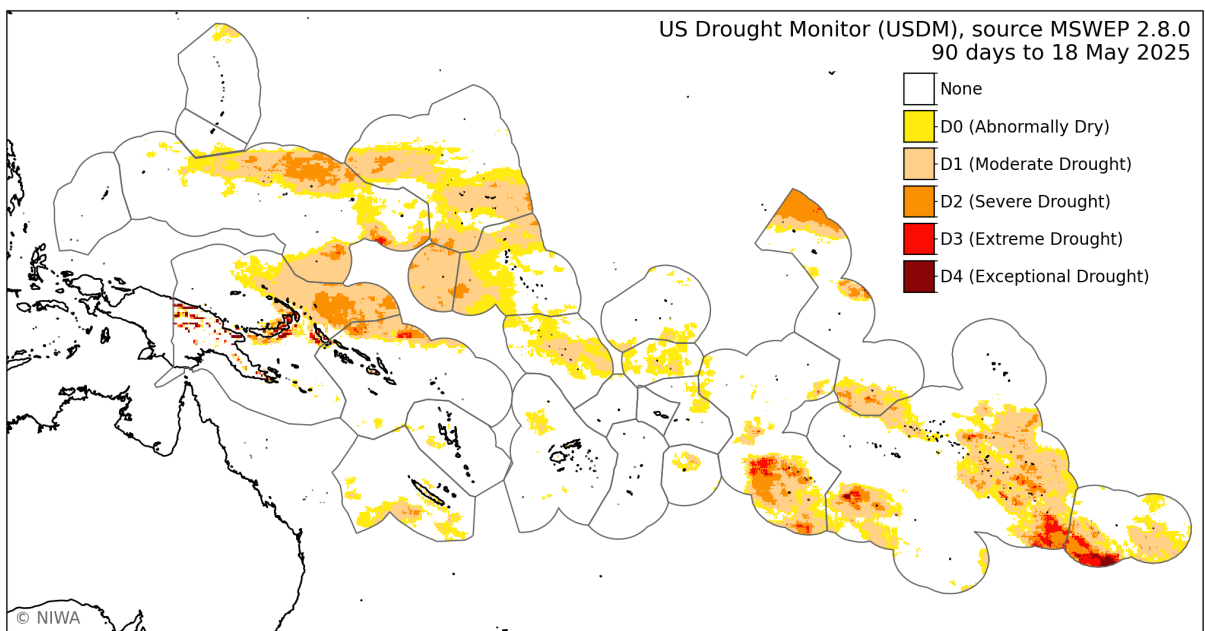 US Drought Monitor (USDM), source MSWEP 2.8.0
90 days to 18 May 2025
None
D0 (Abnormally Dry)
D1 (Moderate Drought)
D2 (Severe Drought)
D3 (Extreme Drought)
D4 (Exceptional Drought)
© NIWA